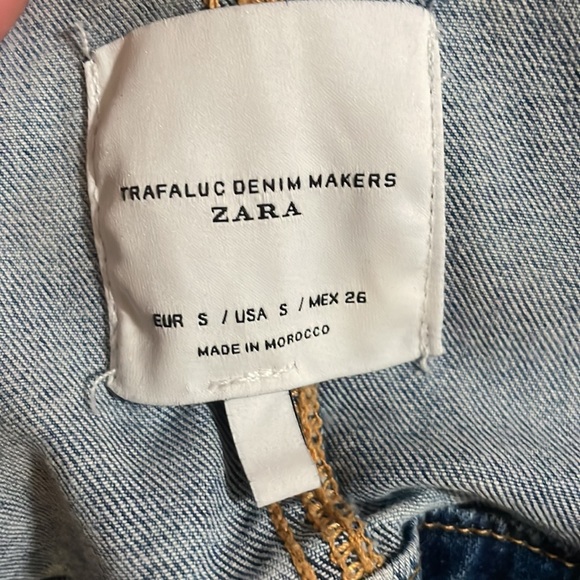 TRAFALUC DENIM MAKERS
ZARA
EUR S / USA S / MEX 26
MADE IN MOROCCO